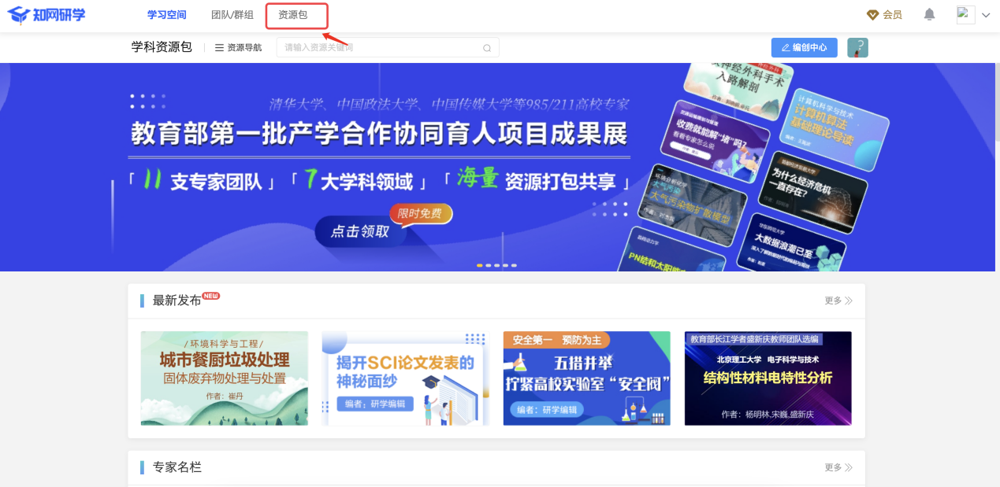 知网研学
学习空间
团队/群组
资源包
会员
学科资源包
资源导航
请输入资源关键词
编创中心
清华大学、中国政法大学、中国传媒大学等985/211高校专家
教育部第一批产学合作协同育人项目成果展
「 11 支专家团队 」「 7 大学科领域 」「 海量 资源打包共享 」
限时免费
点击领取
神经外科手术
入路解剖
计算机科学与技术
计算机算法
基础理论导读
收费就能解“堵”吗?
看看专家怎么说
为什么经济危机
一直存在?
环境分析化学
大气污染
大气污染物扩散模型
大数据浪潮已至
PN结和太阳能
最新发布
NEW
更多
/环境科学与工程/
城市餐厨垃圾处理
固体废弃物处理与处置
作者：崔丹
揭开SCI论文发表的
神秘面纱
编者：研学编辑
安全第一 预防为主
五措并举
拧紧高校实验室“安全阀”
编者：研学编辑
教育部长江学者盛新庆教师团队选编
北京理工大学 电子科学与技术
结构性材料电特性分析
作者：杨明林,宋巍,盛新庆
专家名栏
更多